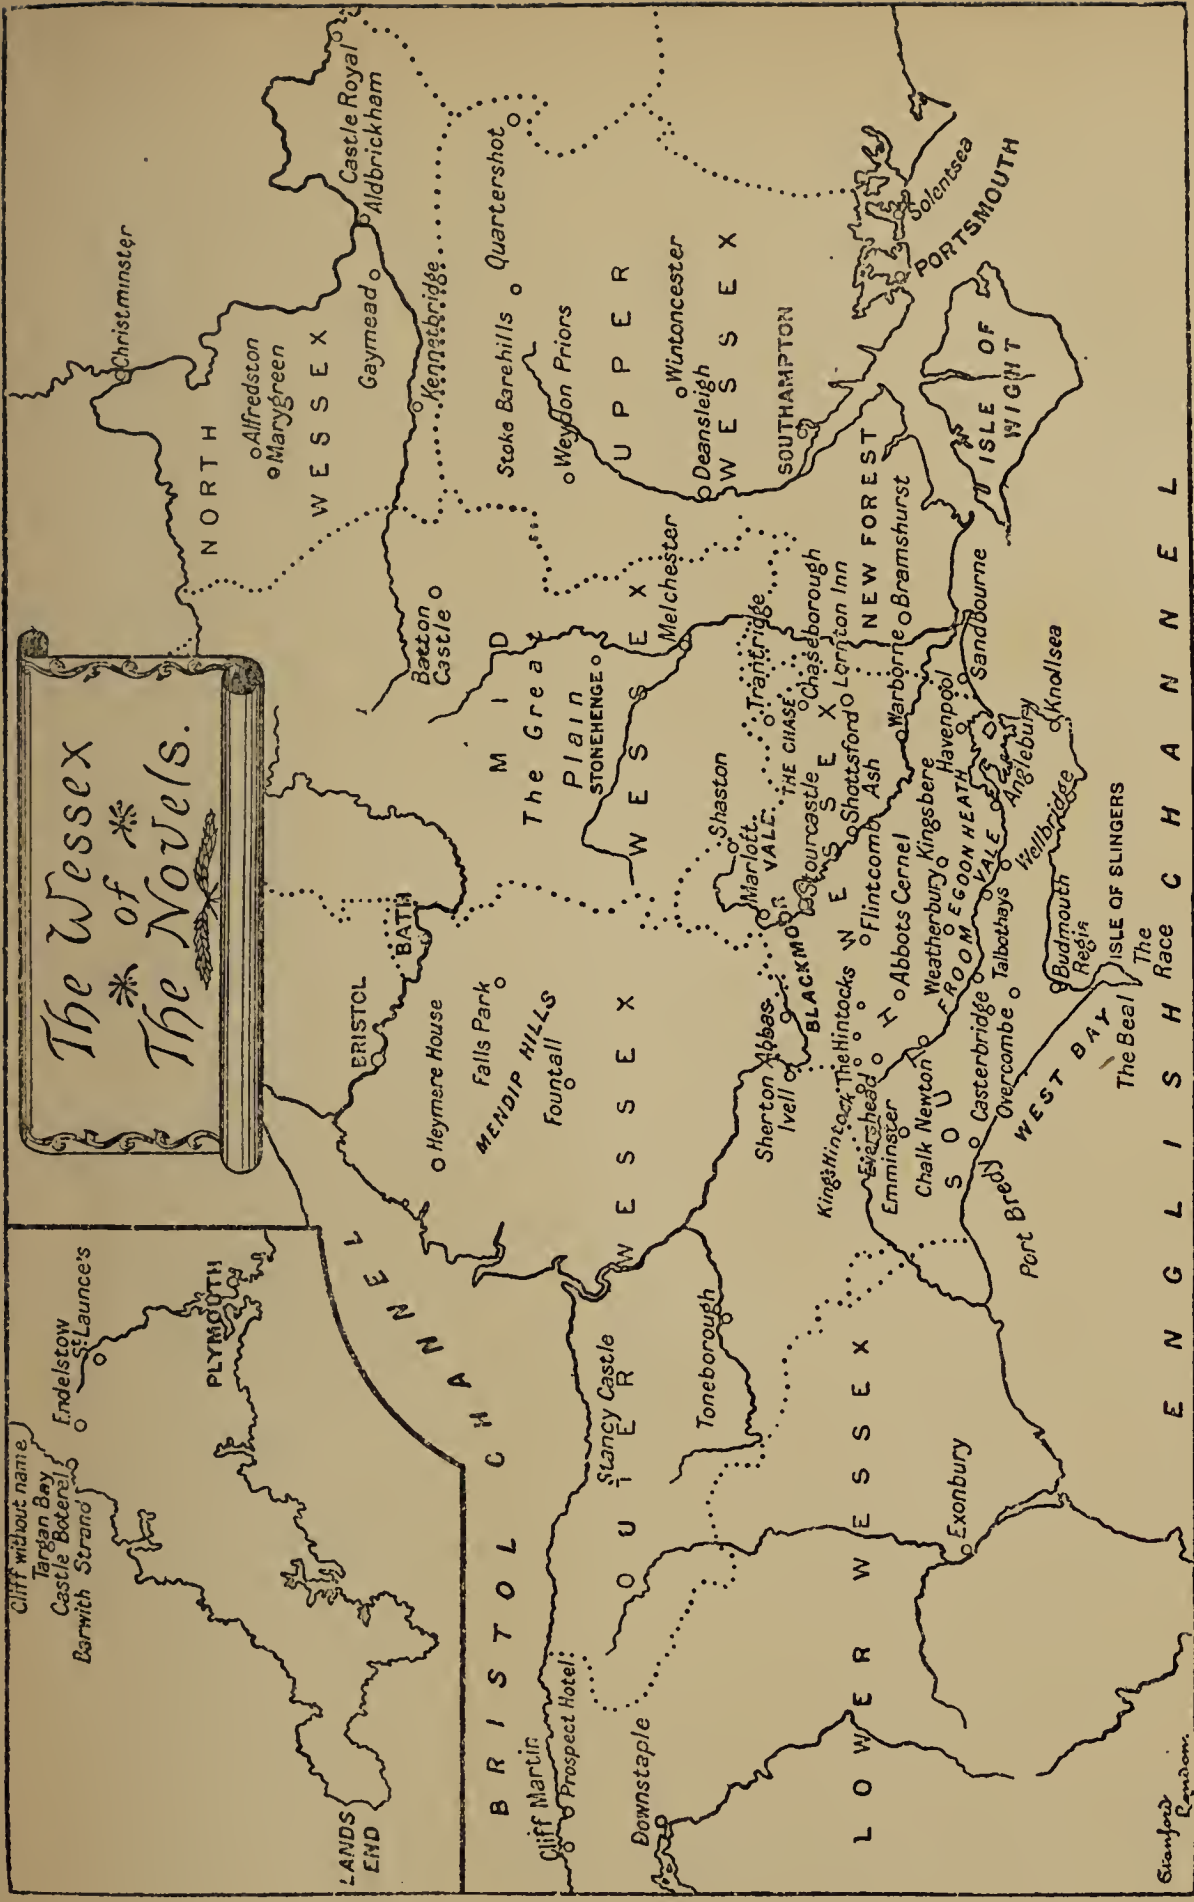 The Wessex
of
The Novels.
Cliff without name
Targan Bay
Castle Boterel
Barwith Strand
Endelstow
St Launce's
PLYMOUTH
LANDS
END
BRISTOL CHANNEL
Christminster
NORTH
WESSEX
Alfredston
Marygreen
Castle Royal
Aldbrickham
Gaymead
Kennetbridge
Quartershot
Stoke Barehills
Weydon Priors
UPPER
WESSEX
Wintoncester
Deansleigh
SOUTHAMPTON
Solentsea
PORTSMOUTH
ISLE OF
WIGHT
NEW FOREST
Bramshurst
Batton
Castle
MID
WESSEX
The Great
Plain
STONEHENGE
Melchester
BRISTOL
BATH
Heymere House
Falls Park
MENDIP HILLS
Fountall
OUTER
WESSEX
Stancy Castle
Toneborough
Cliff Martin
Prospect Hotel
Downstaple
LOWER WESSEX
Exonbury
Shaston
Marlott
VALE
OR
BLACKMO
Stourcastle
THE CHASE
Trantridge
Chaseborough
Lornton Inn
Shottsford
Ash
Warborne
Flintcomb
Abbots Cernel
Weatherbury
Kingsbere
Havenpool
Sandbourne
EGDON HEATH
FROOM
VALE
Anglebury
Knollsea
Wellbridge
Talbothays
Budmouth
Regis
ISLE OF SLINGERS
The
Race
The Beal
WEST BAY
Sherton Abbas
Ivell
King's Hintock
The Hintocks
Evershead
Emminster
Chalk Newton
Casterbridge
Overcombe
Port Bredy
SOUTH
WESSEX
ENGLISH CHANNEL
Stanford
London